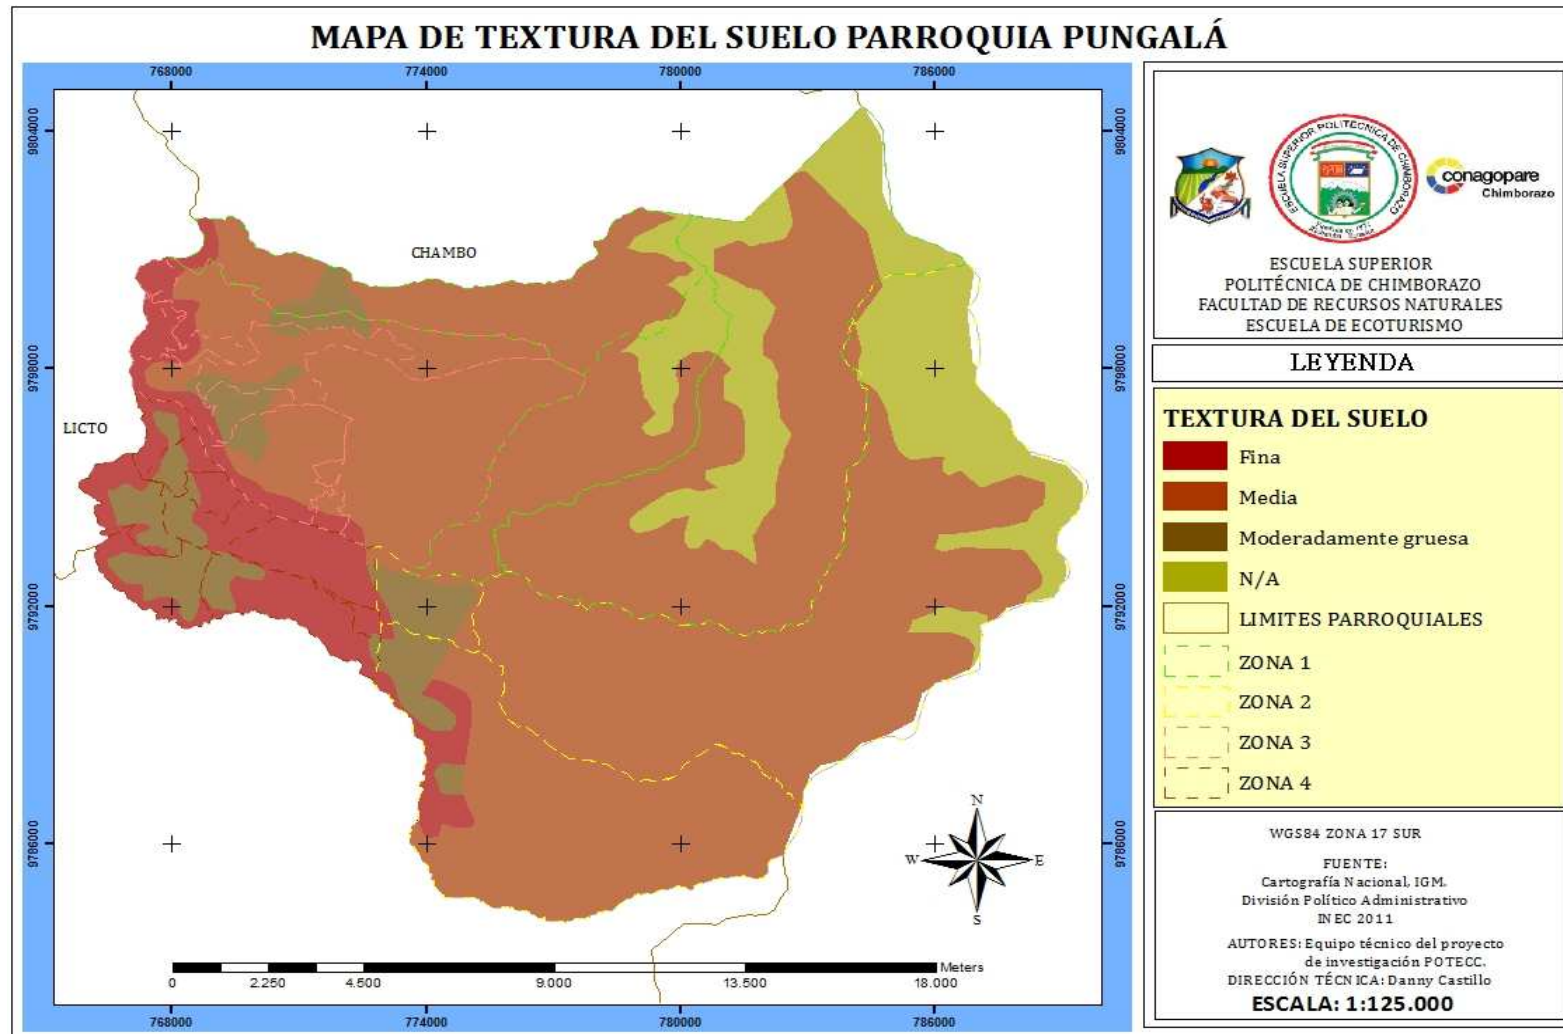 MAPA DE TEXTURA DEL SUELO PARROQUIA PUNGALÁ
768000 774000 780000 786000
9804000 9804000
9798000 9798000
9792000 9792000
9786000 9786000
CHAMBO
LICTO
N
W E
S
Meters
0 2.250 4.500 9.000 13.500 18.000
768000 774000 780000 786000
ESCUELA SUPERIOR POLITÉCNICA DE CHIMBORAZO
conagopare
Chimborazo
ESCUELA SUPERIOR
POLITÉCNICA DE CHIMBORAZO
FACULTAD DE RECURSOS NATURALES
ESCUELA DE ECOTURISMO
LEYENDA
TEXTURA DEL SUELO
Fina
Media
Moderadamente gruesa
N/A
LIMITES PARROQUIALES
ZONA 1
ZONA 2
ZONA 3
ZONA 4
WGS84 ZONA 17 SUR
FUENTE:
Cartografía Nacional, IGM.
División Político Administrativo
INEC 2011
AUTORES: Equipo técnico del proyecto
de investigación POTECC.
DIRECCIÓN TÉCNICA: Danny Castillo
ESCALA: 1:125.000